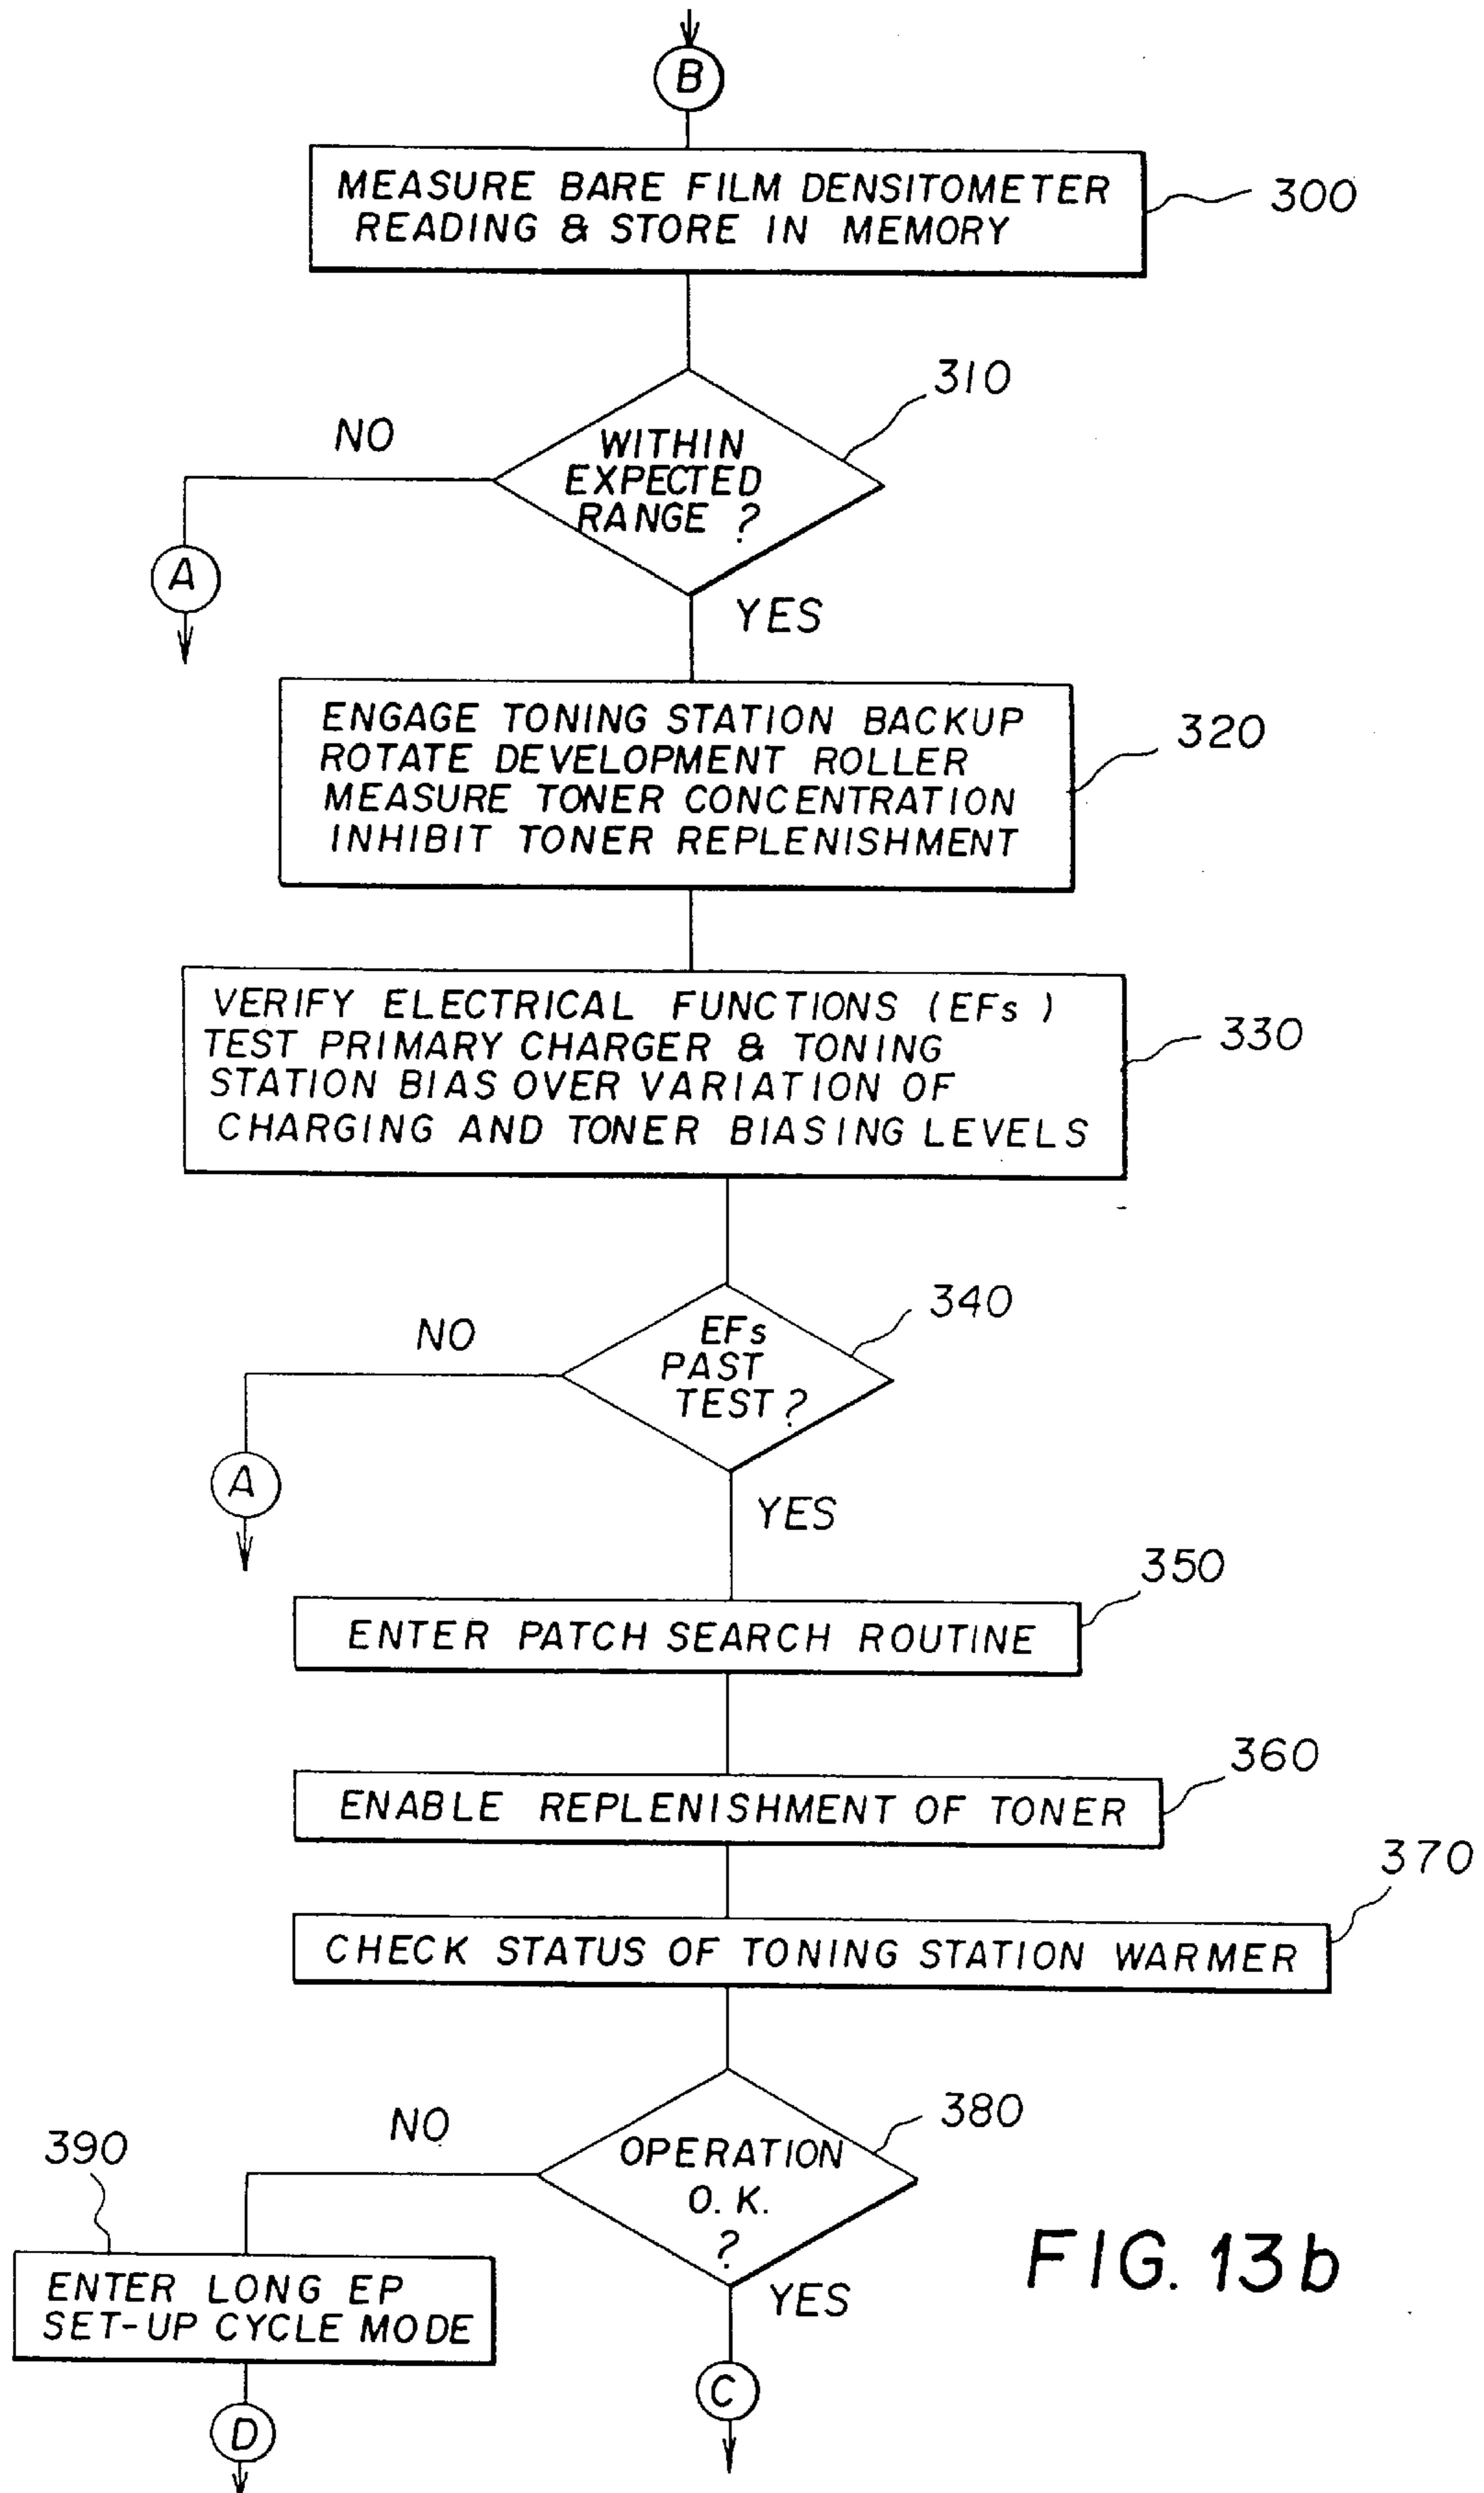 B
MEASURE BARE FILM DENSITOMETER
READING & STORE IN MEMORY
300
310
NO
WITHIN
EXPECTED
RANGE ?
A
YES
ENGAGE TONING STATION BACKUP
ROTATE DEVELOPMENT ROLLER
MEASURE TONER CONCENTRATION
INHIBIT TONER REPLENISHMENT
320
VERIFY ELECTRICAL FUNCTIONS (EFs )
TEST PRIMARY CHARGER & TONING
STATION BIAS OVER VARIATION OF
CHARGING AND TONER BIASING LEVELS
330
340
NO
EFs
PAST
TEST?
A
YES
350
ENTER PATCH SEARCH ROUTINE
360
ENABLE REPLENISHMENT OF TONER
370
CHECK STATUS OF TONING STATION WARMER
380
NO
390
OPERATION
O.K.
?
YES
ENTER LONG EP
SET-UP CYCLE MODE
FIG. 13b
C
D